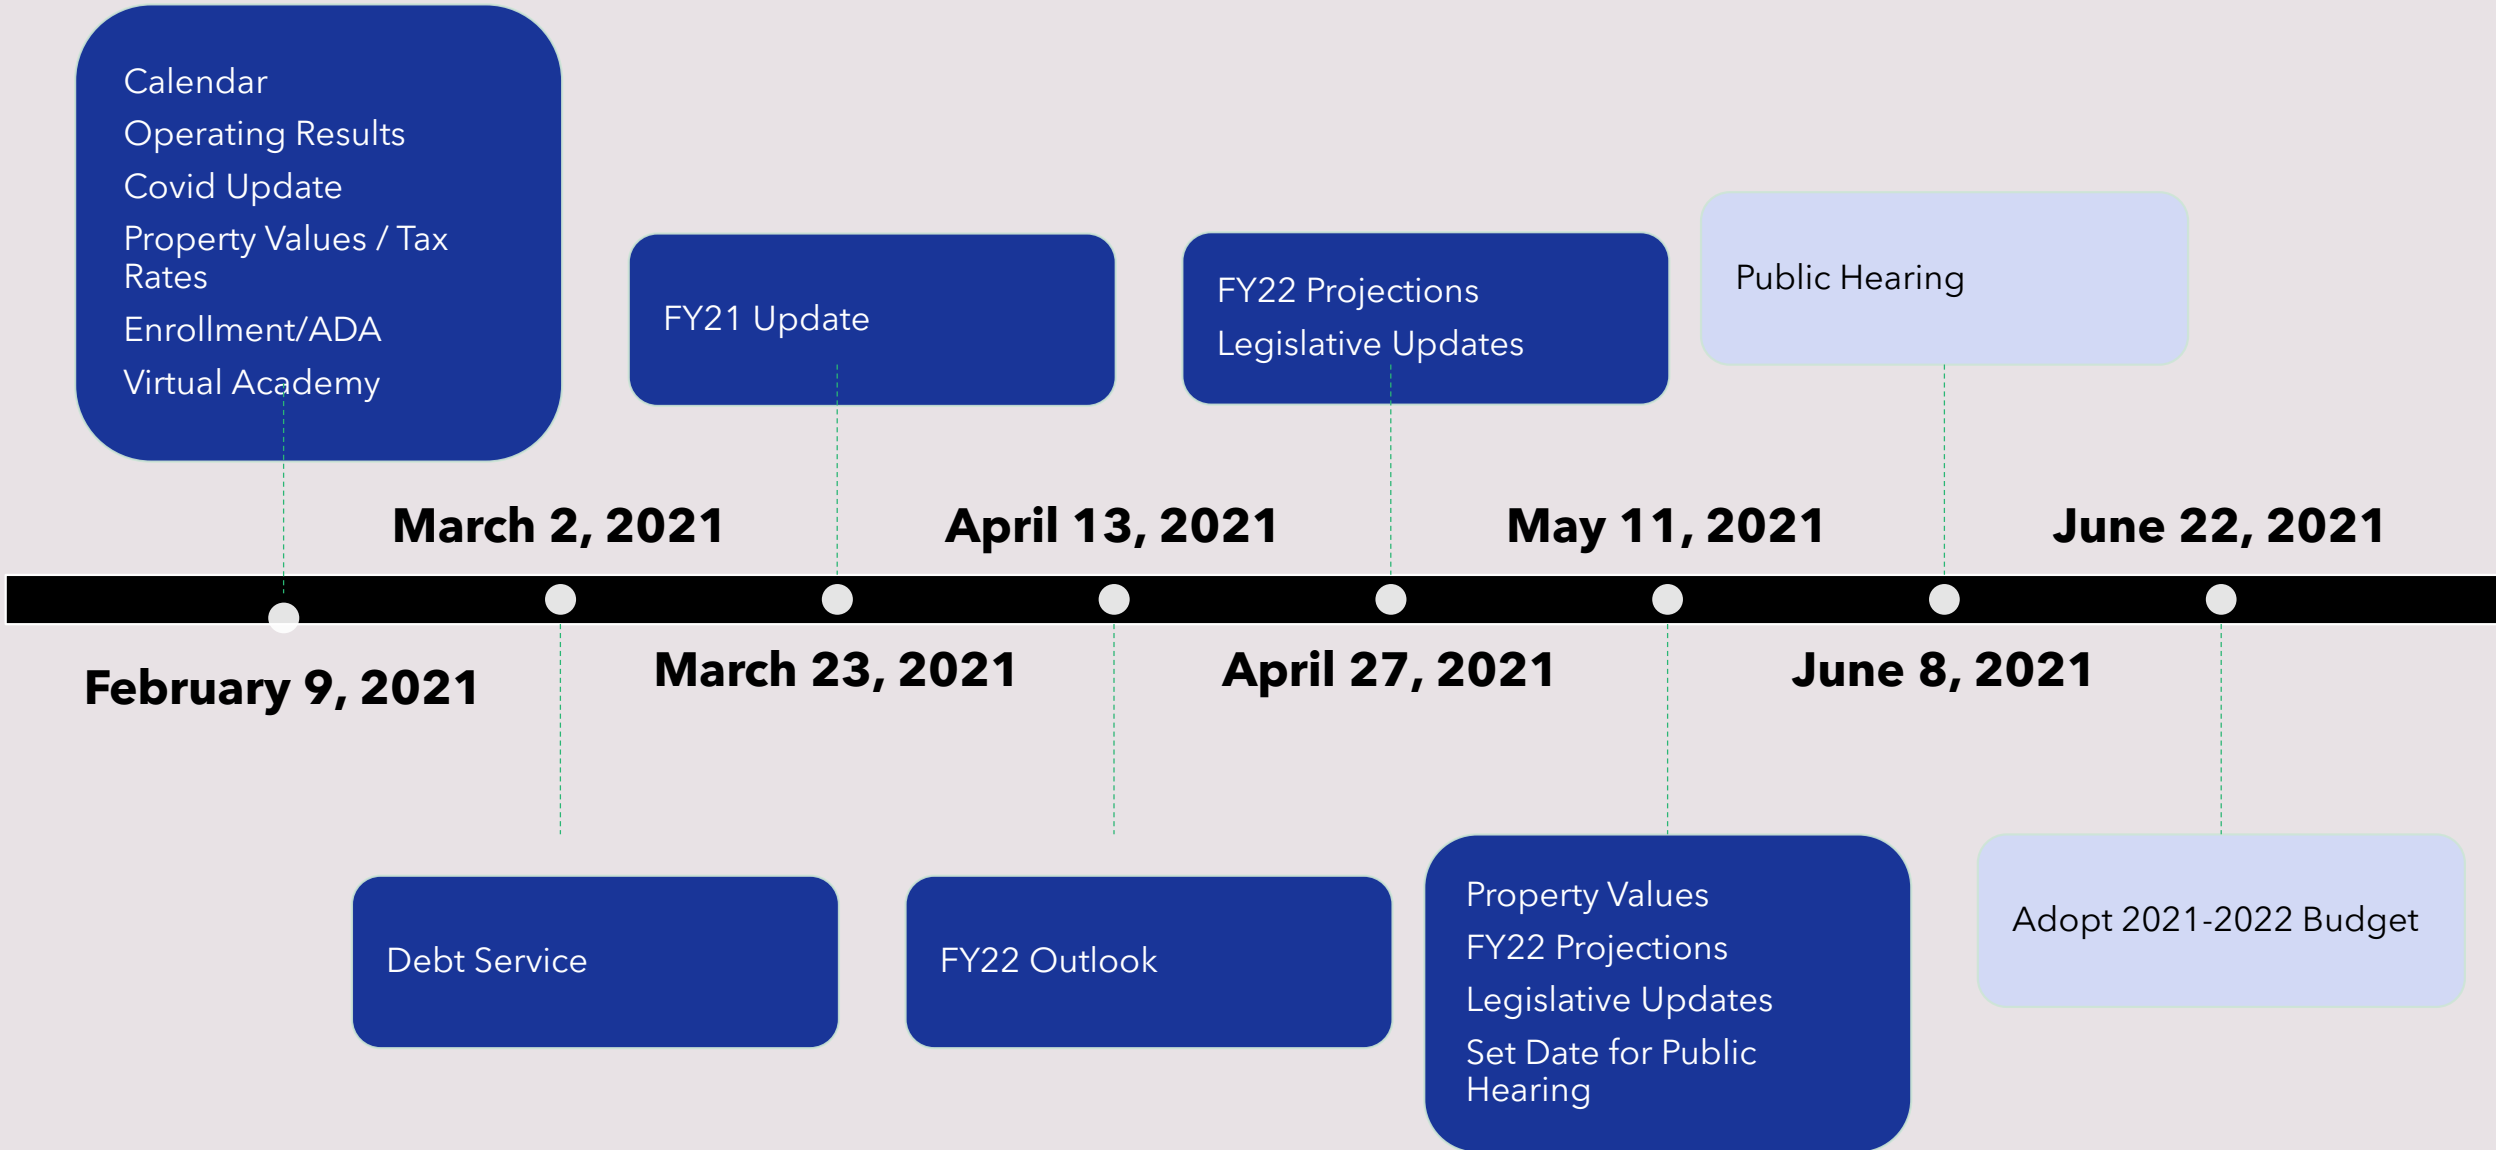 Calendar
Operating Results
Covid Update
Property Values / Tax
Rates
Enrollment/ADA
Virtual Academy
FY21 Update
FY22 Projections
Legislative Updates
Public Hearing
March 2, 2021
April 13, 2021
May 11, 2021
June 22, 2021
February 9, 2021
March 23, 2021
April 27, 2021
June 8, 2021
Debt Service
FY22 Outlook
Property Values
FY22 Projections
Legislative Updates
Set Date for Public
Hearing
Adopt 2021-2022 Budget